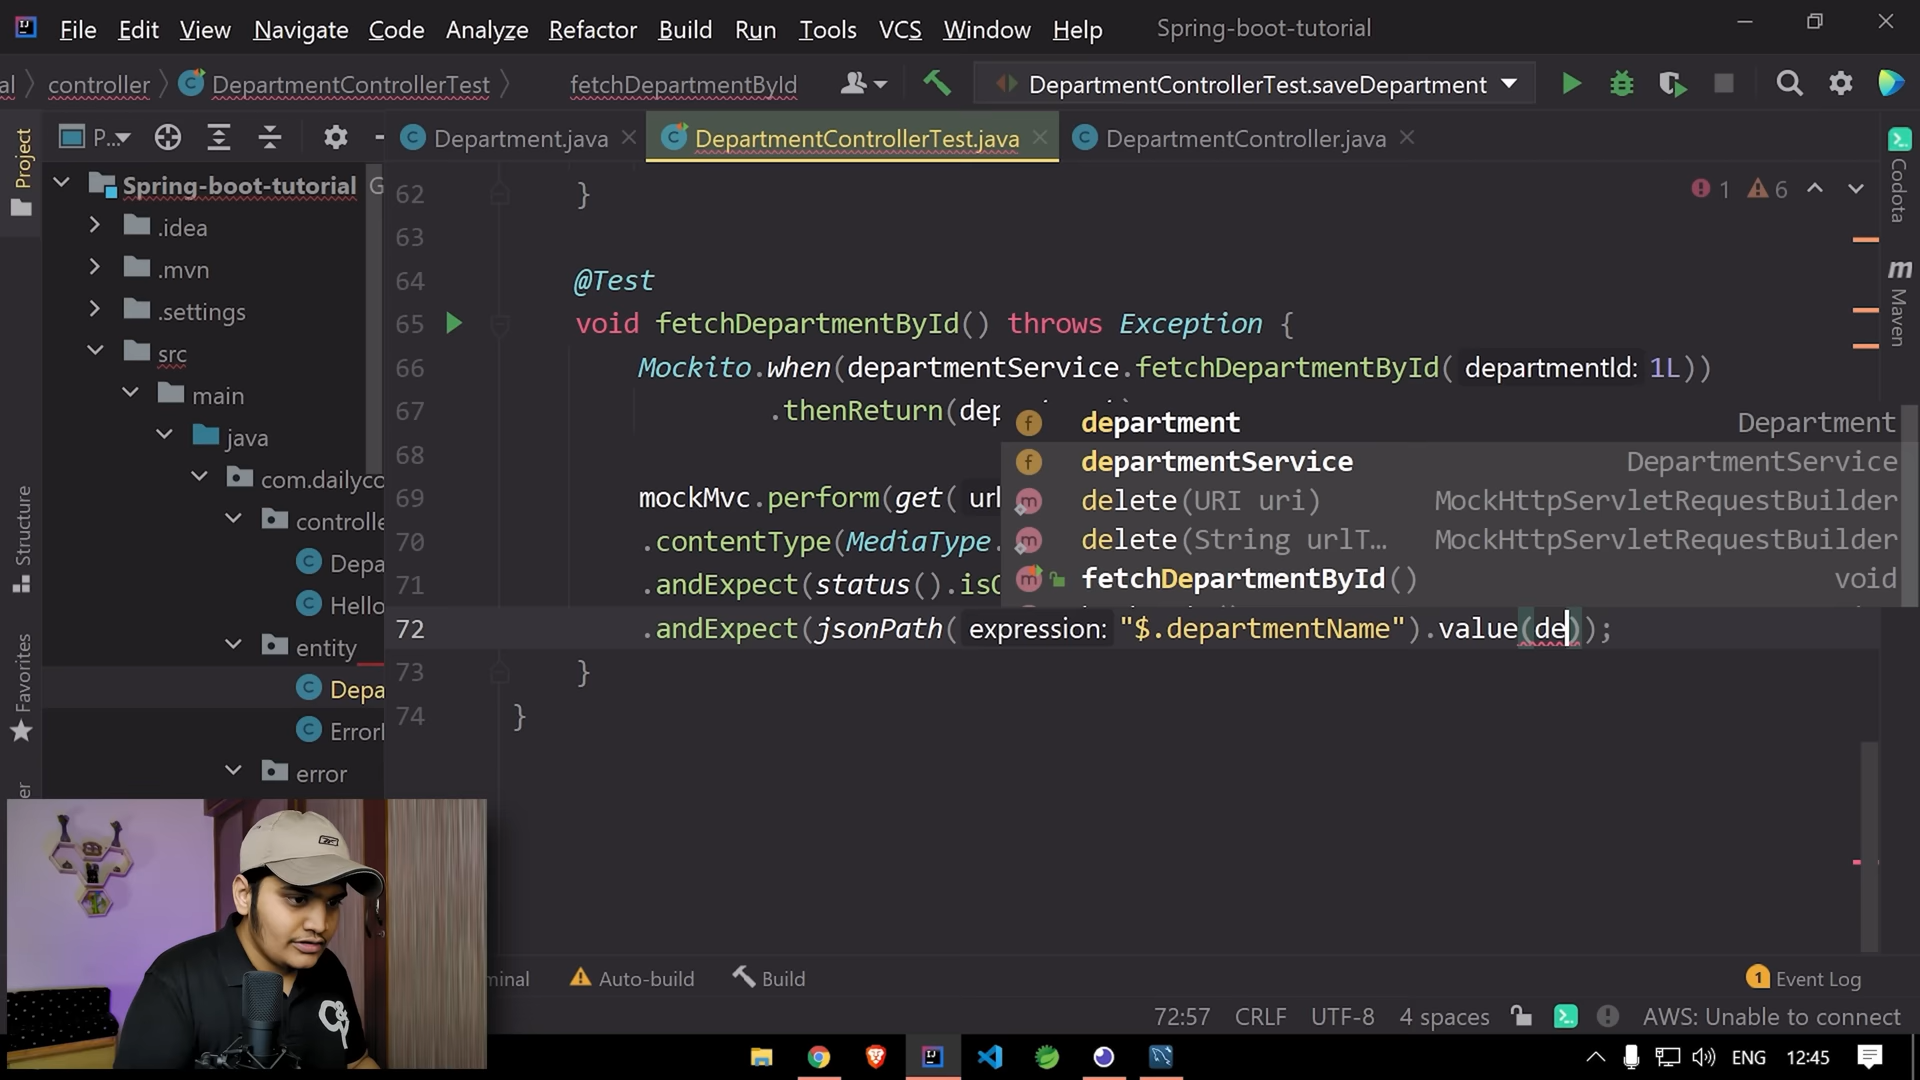 File Edit View Navigate Code Analyze Refactor Build Run Tools VCS Window Help Spring-boot-tutorial
al controller DepartmentControllerTest fetchDepartmentById DepartmentControllerTest.saveDepartment
Project
P... Department.java DepartmentControllerTest.java DepartmentController.java
Spring-boot-tutorial G
.idea
.mvn
.settings
src
main
java
com.dailyco
controlle
Depa
Hello
entity
Depa
Errorl
error
Structure
Favorites
er
62 }
1 6
63
64 @Test
65 void fetchDepartmentById() throws Exception {
66 Mockito.when(departmentService.fetchDepartmentById( departmentId: 1L))
67 .thenReturn(dep
68
69 mockMvc.perform(get( url
70 .contentType(MediaType.
71 .andExpect(status().isO
72 .andExpect(jsonPath( expression: "$.departmentName").value(de));
73 }
74 }
department Department
departmentService DepartmentService
delete(URI uri) MockHttpServletRequestBuilder
delete(String urlT... MockHttpServletRequestBuilder
fetchDepartmentById() void
Codota
Maven
minal Auto-build Build 1 Event Log
72:57 CRLF UTF-8 4 spaces AWS: Unable to connect
ENG 12:45